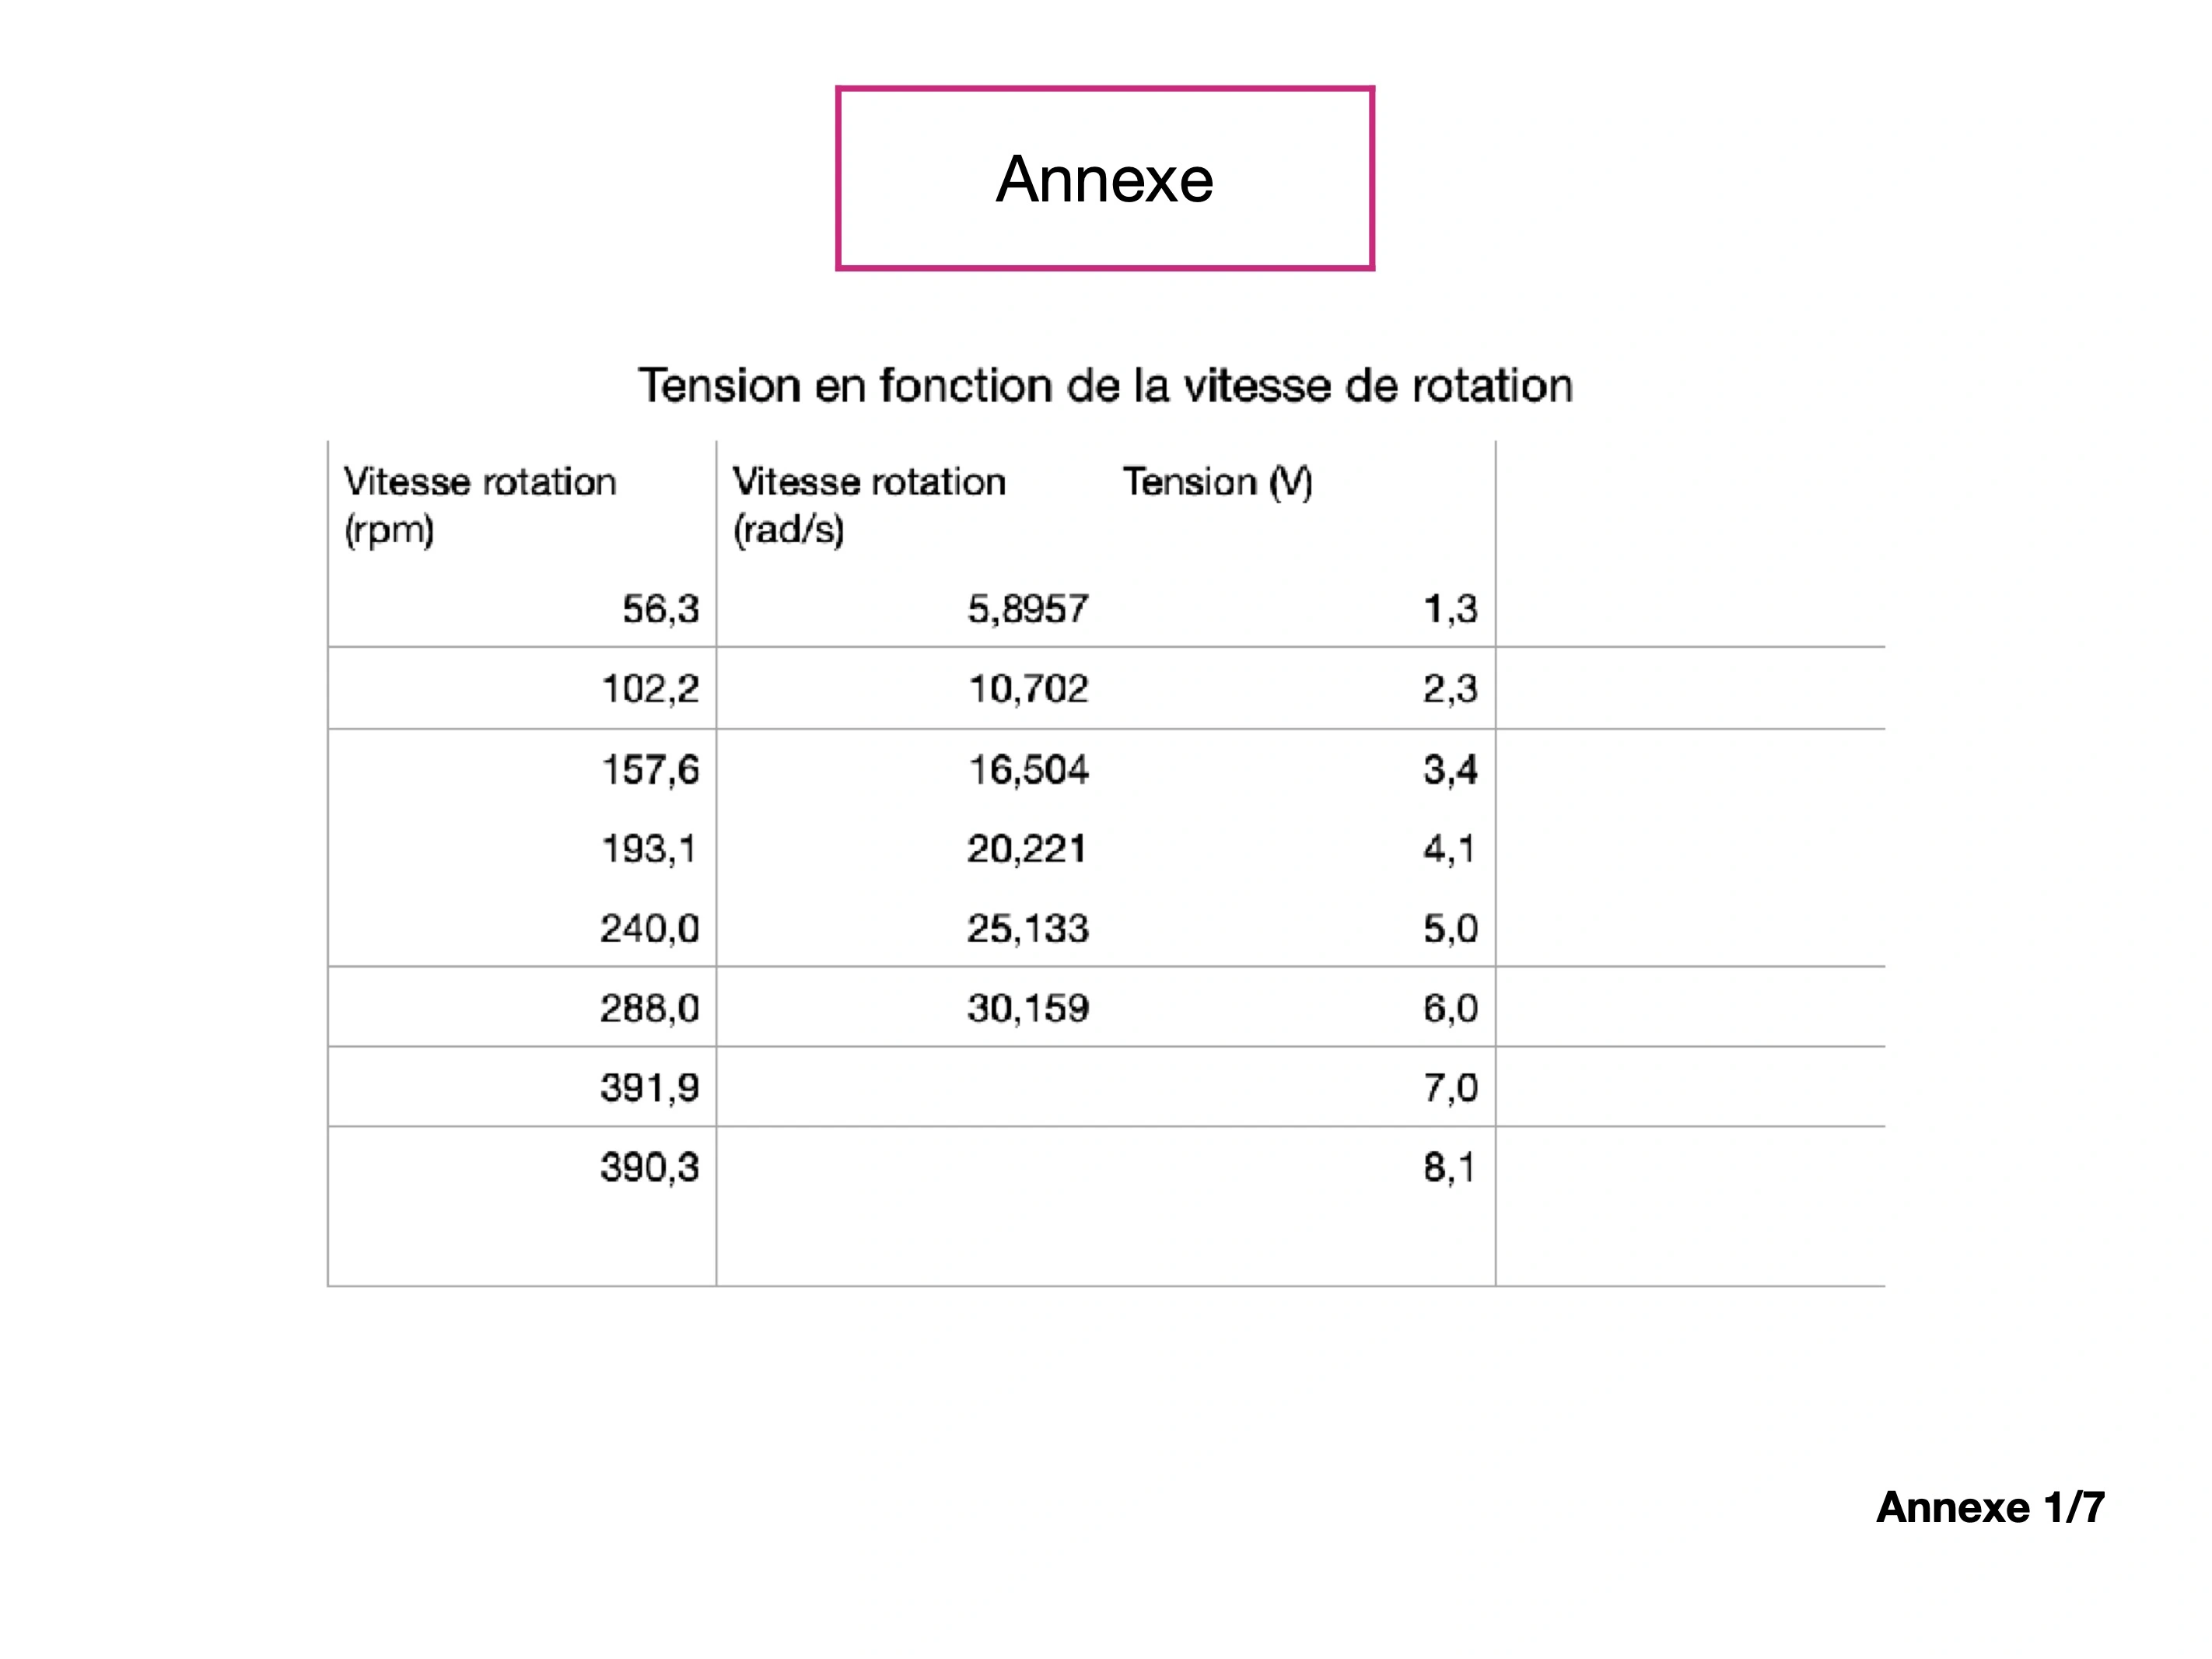 Annexe
Tension en fonction de la vitesse de rotation
Vitesse rotation (rpm) Vitesse rotation (rad/s) Tension (V)
56,3 5,8957 1,3
102,2 10,702 2,3
157,6 16,504 3,4
193,1 20,221 4,1
240,0 25,133 5,0
288,0 30,159 6,0
391,9 7,0
390,3 8,1
Annexe 1/7